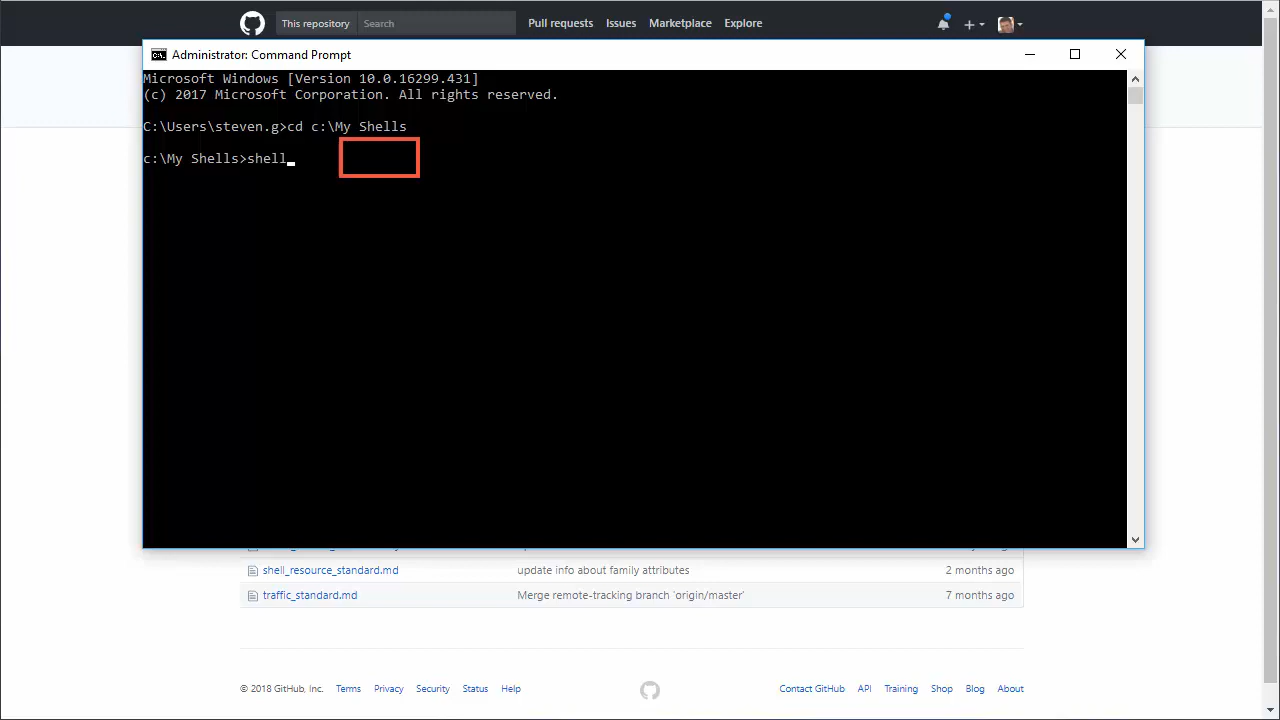 This repository Search Pull requests Issues Marketplace Explore
Administrator: Command Prompt
Microsoft Windows [Version 10.0.16299.431]
(c) 2017 Microsoft Corporation. All rights reserved.
C:\Users\steven.g>cd c:\My Shells
c:\My Shells>shell
shell_resource_standard.md update info about family attributes 2 months ago
traffic_standard.md Merge remote-tracking branch 'origin/master' 7 months ago
© 2018 GitHub, Inc. Terms Privacy Security Status Help Contact GitHub API Training Shop Blog About